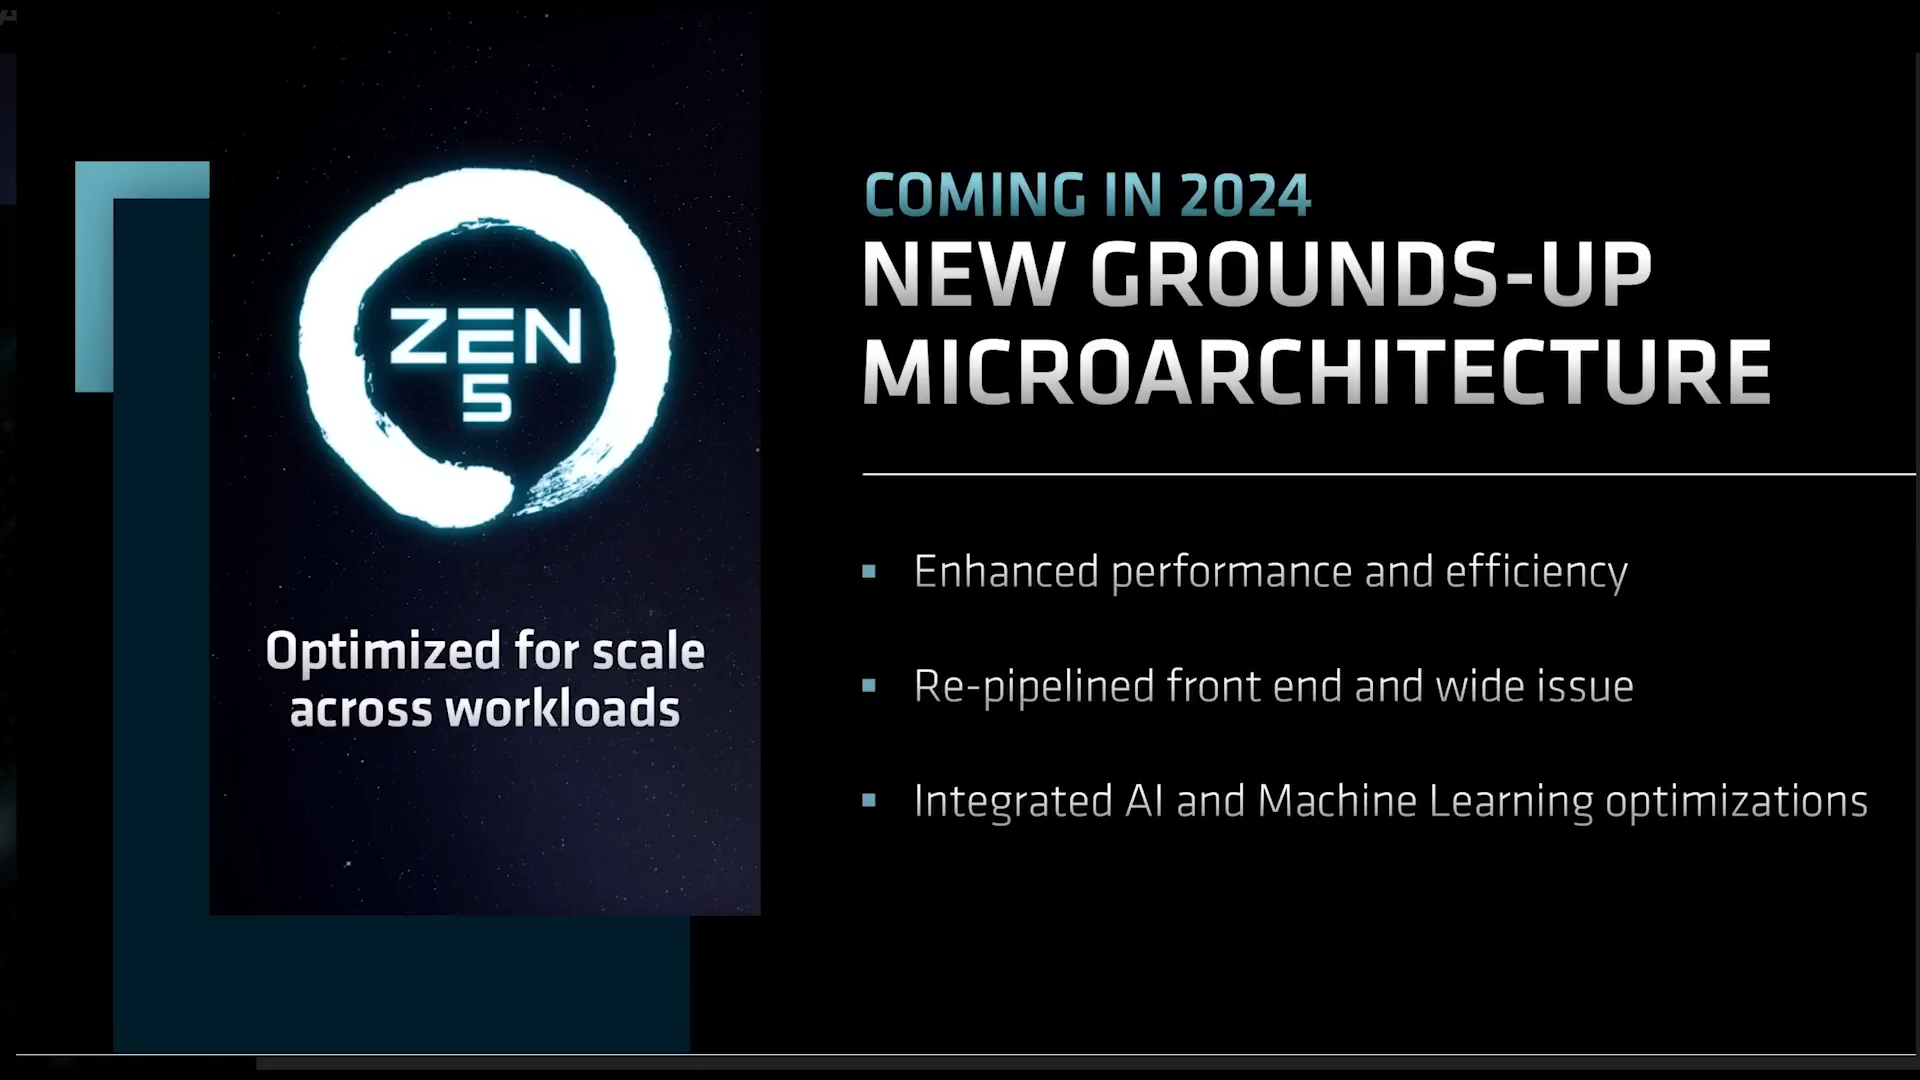 ZEN
5
Optimized for scale
across workloads
COMING IN 2024
NEW GROUNDS-UP
MICROARCHITECTURE
▪ Enhanced performance and efficiency
▪ Re-pipelined front end and wide issue
▪ Integrated AI and Machine Learning optimizations